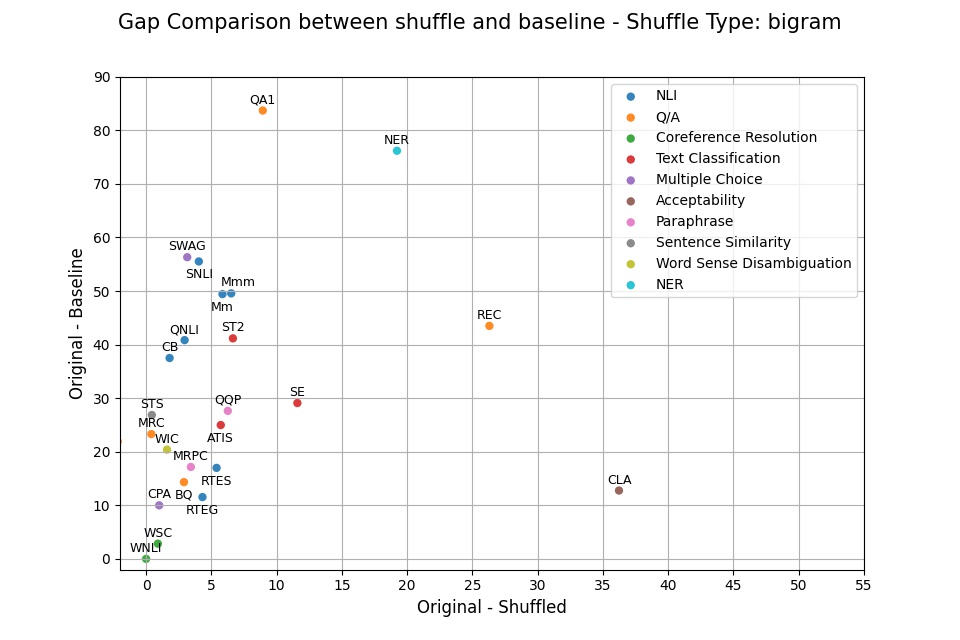 Gap Comparison between shuffle and baseline - Shuffle Type: bigram
90
80
70
60
50
40
30
20
10
0
Original - Baseline
QA1
NER
SWAG
SNLI
Mmm
Mm
REC
QNLI
ST2
CB
SE
STS
QQP
MRC
WIC
ATIS
MRPC
RTES
CLA
CPA
BQ
RTEG
WSC
WNLI
NLI
Q/A
Coreference Resolution
Text Classification
Multiple Choice
Acceptability
Paraphrase
Sentence Similarity
Word Sense Disambiguation
NER
0 5 10 15 20 25 30 35 40 45 50 55
Original - Shuffled